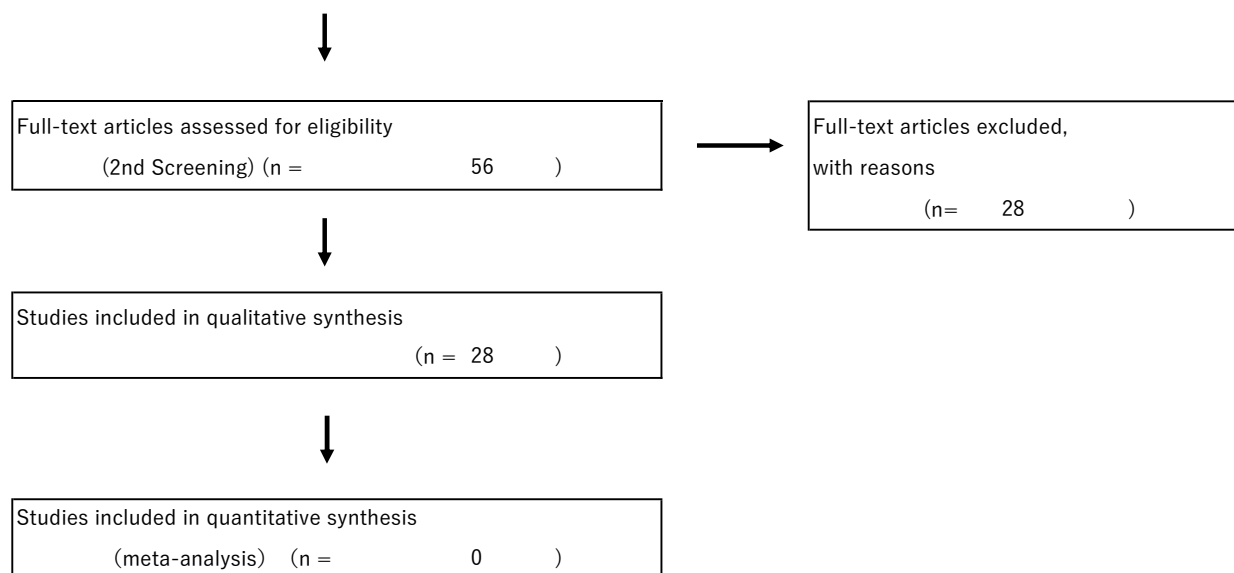 Full-text articles assessed for eligibility
(2nd Screening) (n = 56 )
Full-text articles excluded,
with reasons
(n= 28 )
Studies included in qualitative synthesis
(n = 28 )
Studies included in quantitative synthesis
(meta-analysis) (n = 0 )